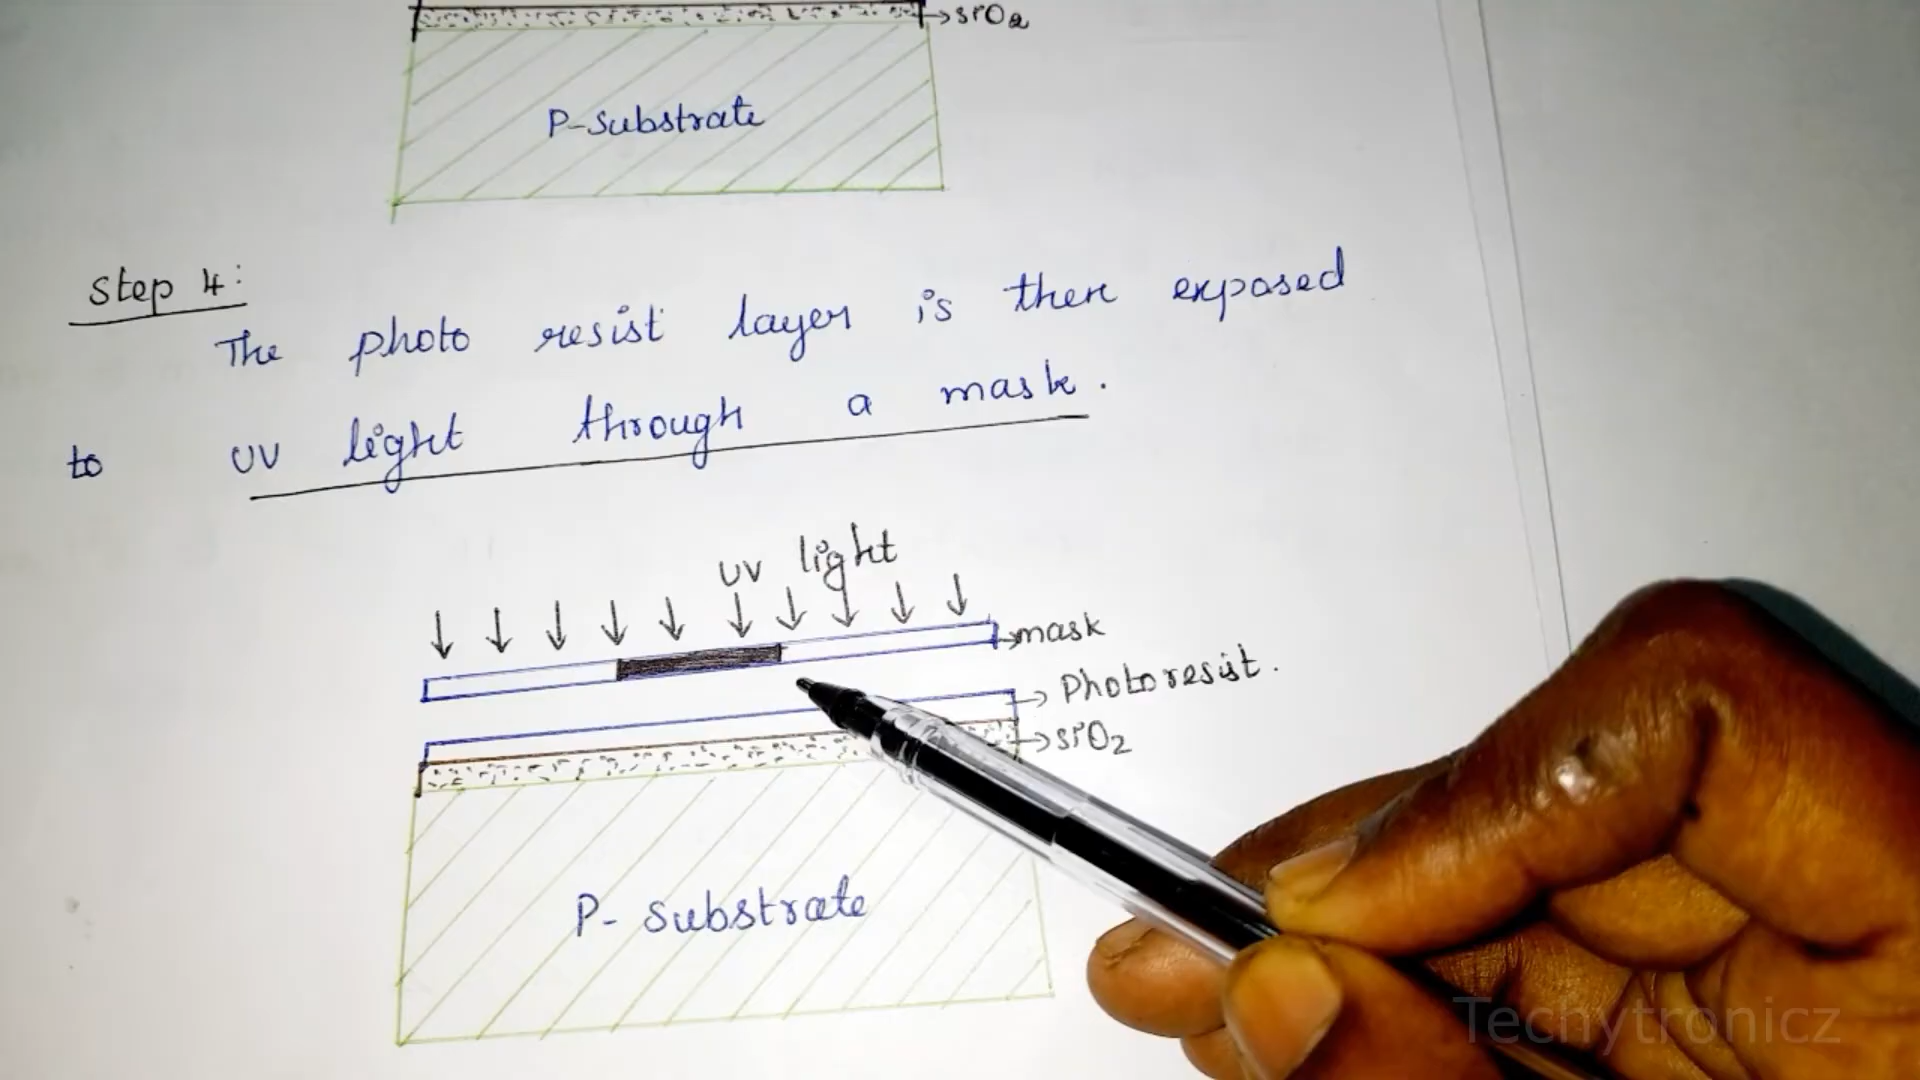 SiO2
P-substrate
Step 4:
The photo resist layer is then exposed
to UV light through a mask.
UV light
mask
Photoresist.
SiO2
P- substrate
Techytronicz